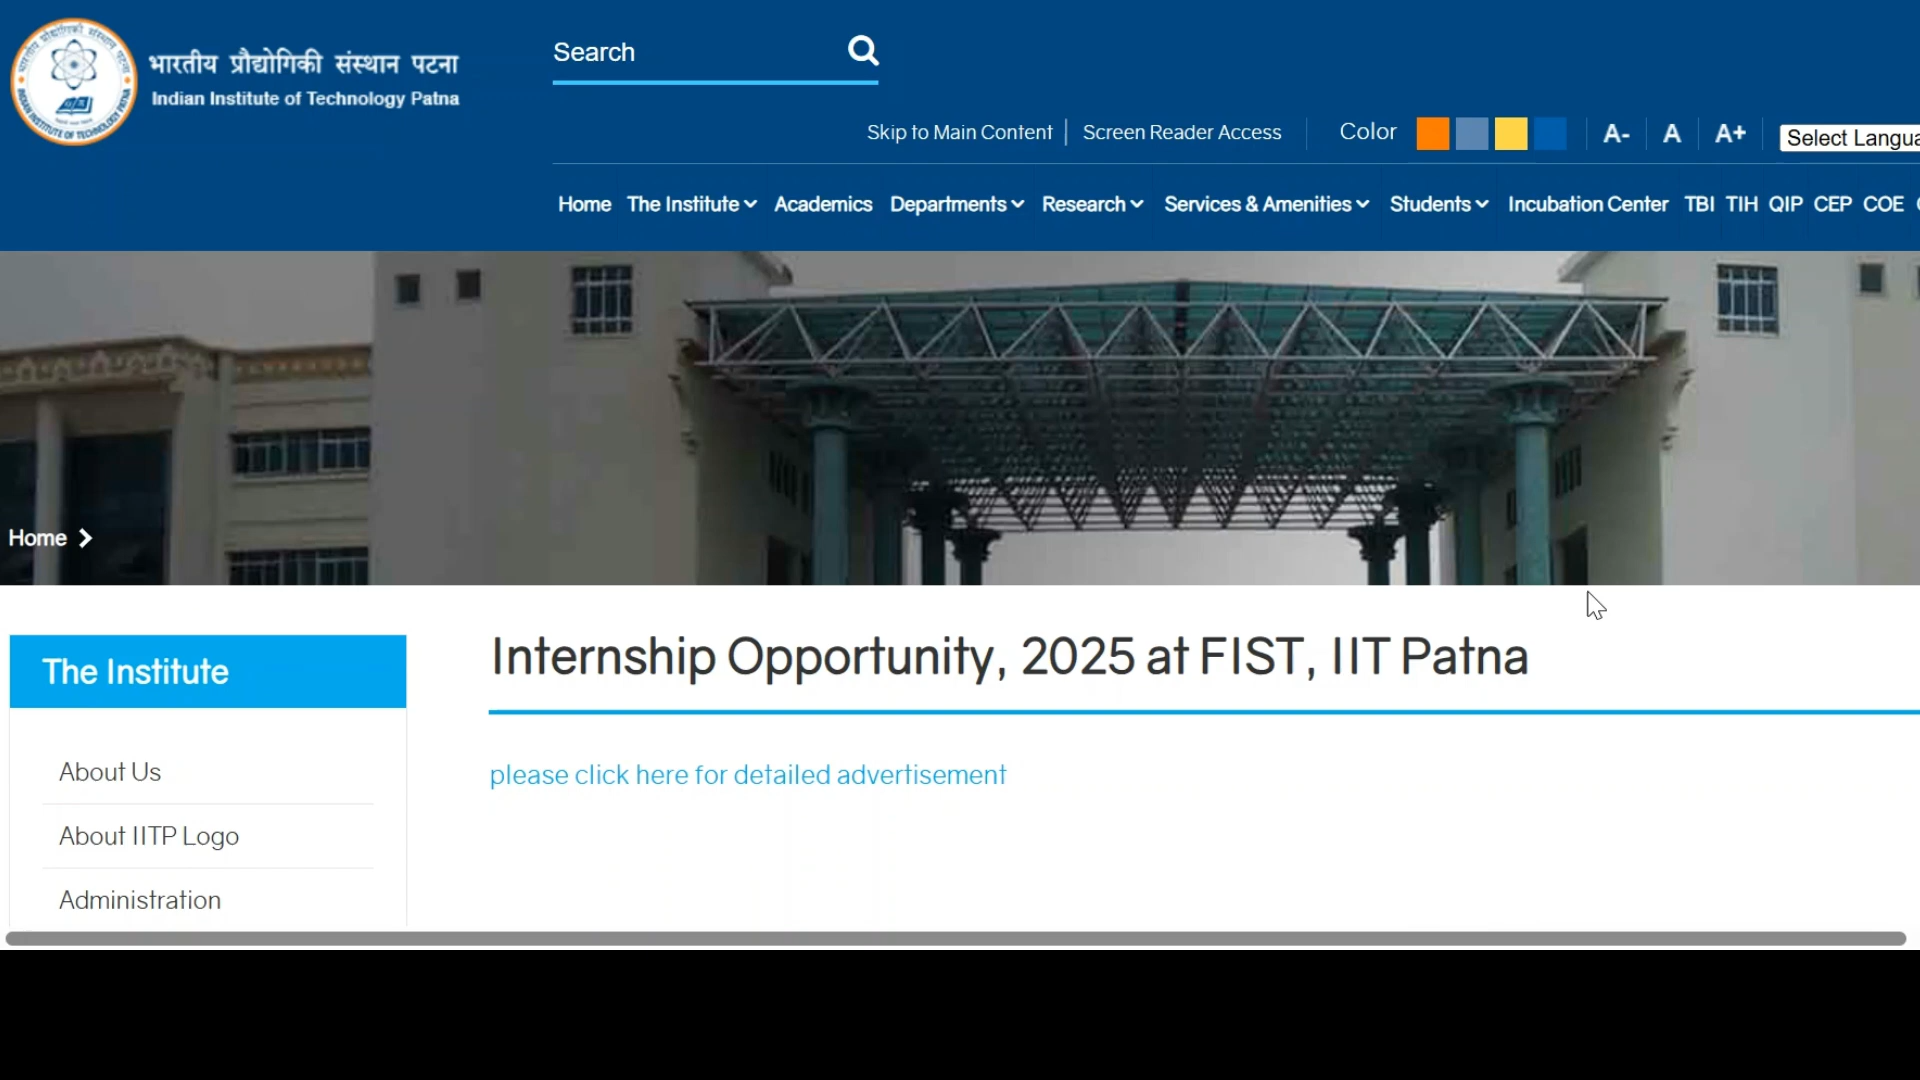 भारतीय प्रौद्योगिकी संस्थान पटना
Indian Institute of Technology Patna
Search
Skip to Main Content
Screen Reader Access
Color
A-
A
A+
Home
The Institute
Academics
Departments
Research
Services & Amenities
Students
Incubation Center
TBI
TIH
QIP
CEP
COE
Home
The Institute
About Us
About IITP Logo
Administration
Internship Opportunity, 2025 at FIST, IIT Patna
please click here for detailed advertisement